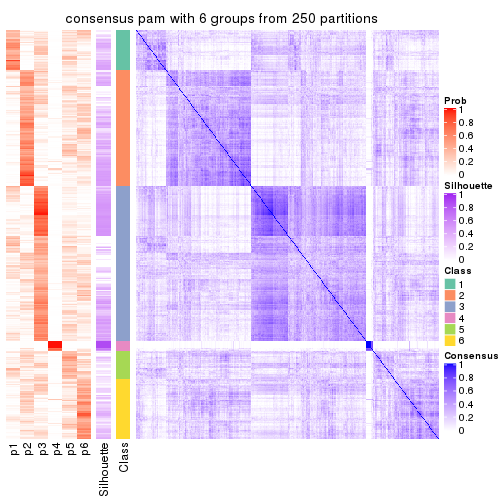 consensus pam with 6 groups from 250 partitions
Prob
1
0.8
0.6
0.4
0.2
0
Silhouette
1
0.8
0.6
0.4
0.2
0
Class
1
2
3
4
5
6
Consensus
1
0.8
0.6
0.4
0.2
0
p1
p2
p3
p4
p5
p6
Silhouette
Class